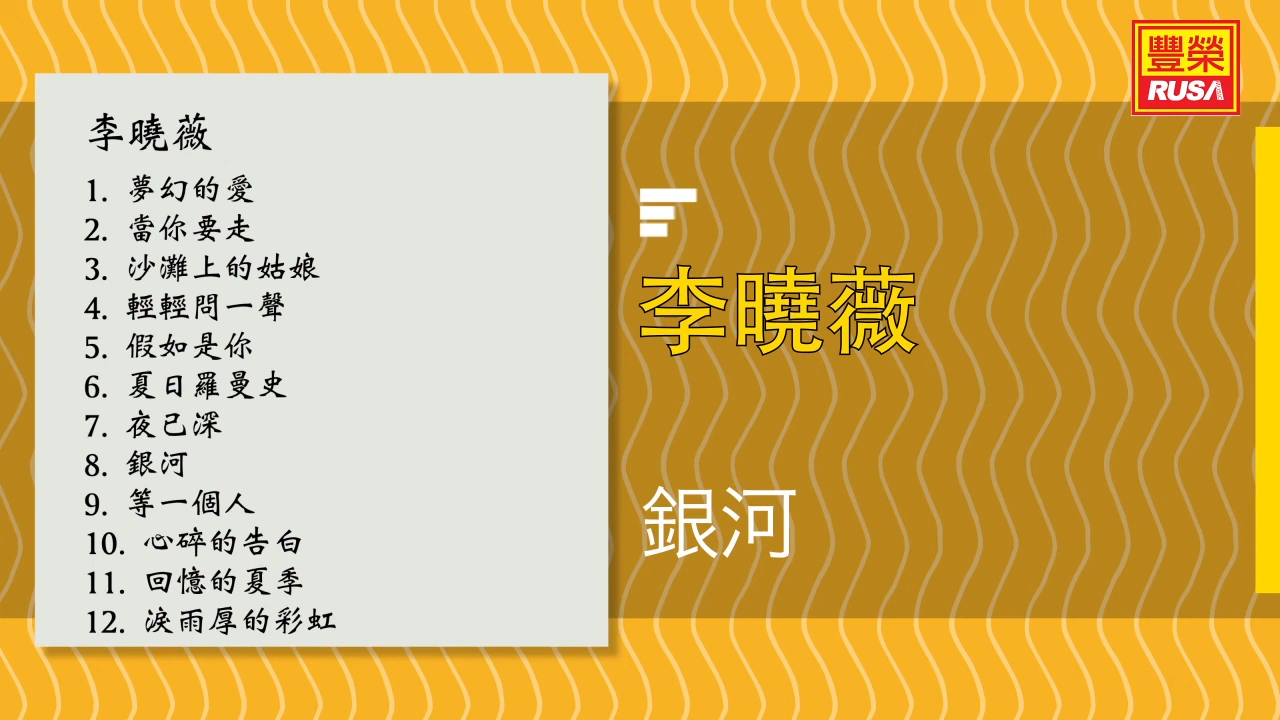 李曉薇
1. 夢幻的愛
2. 當你要走
3. 沙灘上的姑娘
4. 輕輕問一聲
5. 假如是你
6. 夏日羅曼史
7. 夜已深
8. 銀河
9. 等一個人
10. 心碎的告白
11. 回憶的夏季
12. 淚雨厚的彩虹
豐榮
RUSA
李曉薇
銀河